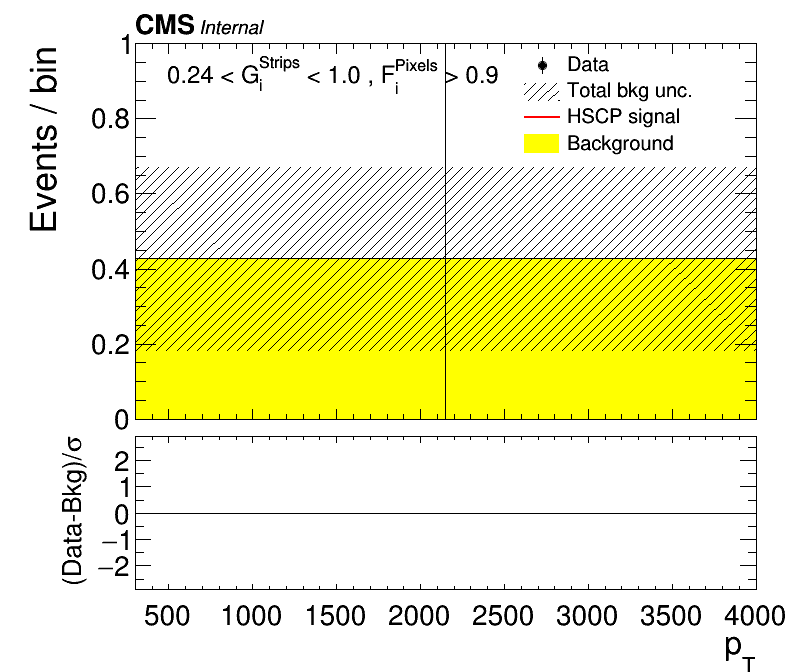 CMS Internal
Events / bin
1
0.8
0.6
0.4
0.2
0
0.24 < G_i^Strips < 1.0 , F_i^Pixels > 0.9
Data
Total bkg unc.
HSCP signal
Background
(Data-Bkg)/σ
2
1
0
−1
−2
500 1000 1500 2000 2500 3000 3500 4000
p_T